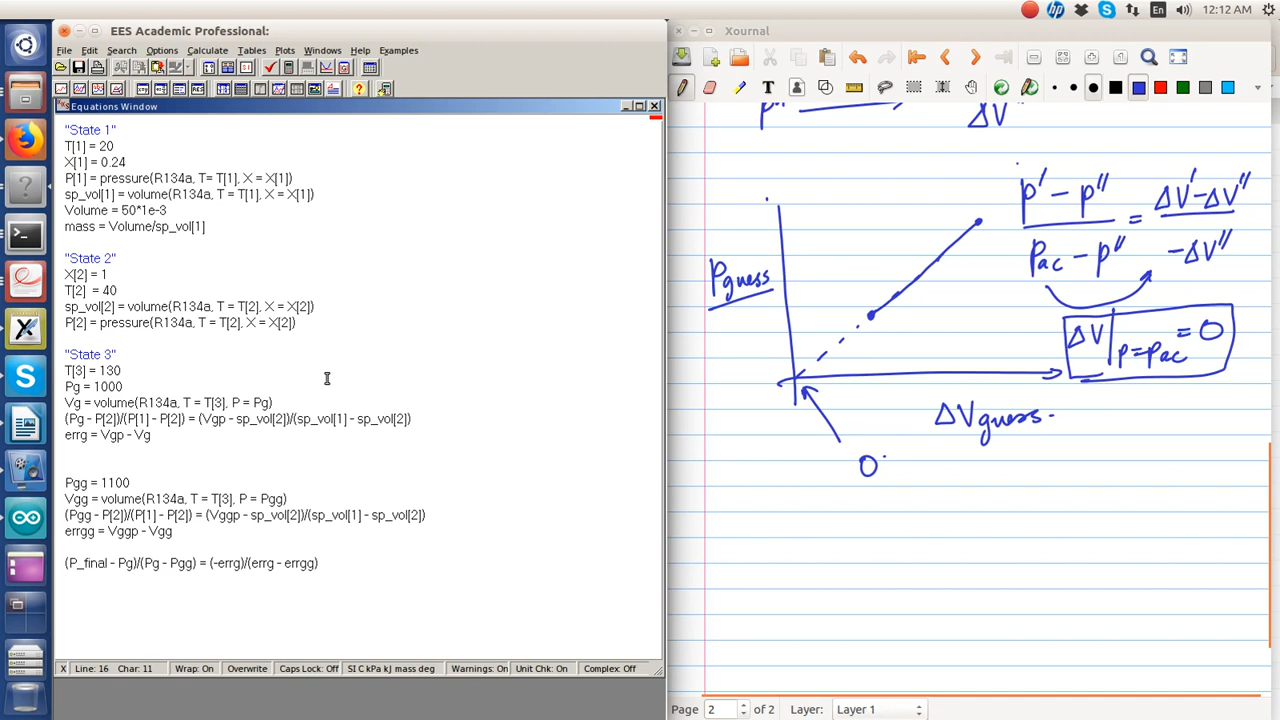 En 12:12 AM
EES Academic Professional:
File Edit Search Options Calculate Tables Plots Windows Help Examples
Equations Window
"State 1"
T[1] = 20
X[1] = 0.24
P[1] = pressure(R134a, T= T[1], X = X[1])
sp_vol[1] = volume(R134a, T = T[1], X = X[1])
Volume = 50*1e-3
mass = Volume/sp_vol[1]
"State 2"
X[2] = 1
T[2]  = 40
sp_vol[2] = volume(R134a, T = T[2], X = X[2])
P[2] = pressure(R134a, T = T[2], X = X[2])
"State 3"
T[3] = 130
Pg = 1000
Vg = volume(R134a, T = T[3], P = Pg)
(Pg - P[2])/(P[1] - P[2]) = (Vgp - sp_vol[2])/(sp_vol[1] - sp_vol[2])
errg = Vgp - Vg
Pgg = 1100
Vgg = volume(R134a, T = T[3], P = Pgg)
(Pgg - P[2])/(P[1] - P[2]) = (Vggp - sp_vol[2])/(sp_vol[1] - sp_vol[2])
errgg = Vggp - Vgg
(P_final - Pg)/(Pg - Pgg) = (-errg)/(errg - errgg)
X Line: 16 Char: 11 Wrap: On Overwrite Caps Lock: Off SI C kPa kJ mass deg Warnings: On Unit Chk: On Complex: Off
Xournal
p'' ΔV''
p' - p'' = ΔV' - ΔV''
Pac - p'' -ΔV''
Pguess
ΔV|p=pac = 0
ΔVguess.
0
Page 2 of 2 Layer: Layer 1